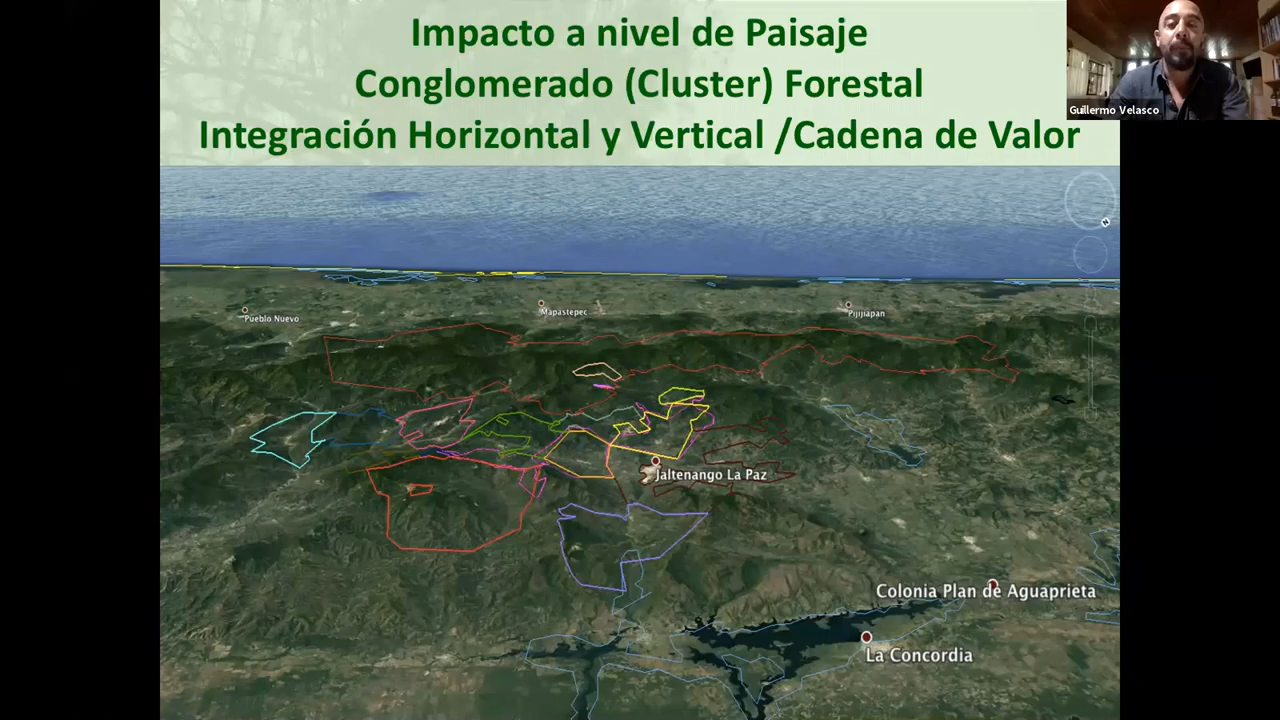 Impacto a nivel de Paisaje
Conglomerado (Cluster) Forestal
Integración Horizontal y Vertical /Cadena de Valor
Guillermo Velasco
Pueblo Nuevo
Mapastepec
Pijijiapan
Jaltenango La Paz
Colonia Plan de Aguaprieta
La Concordia